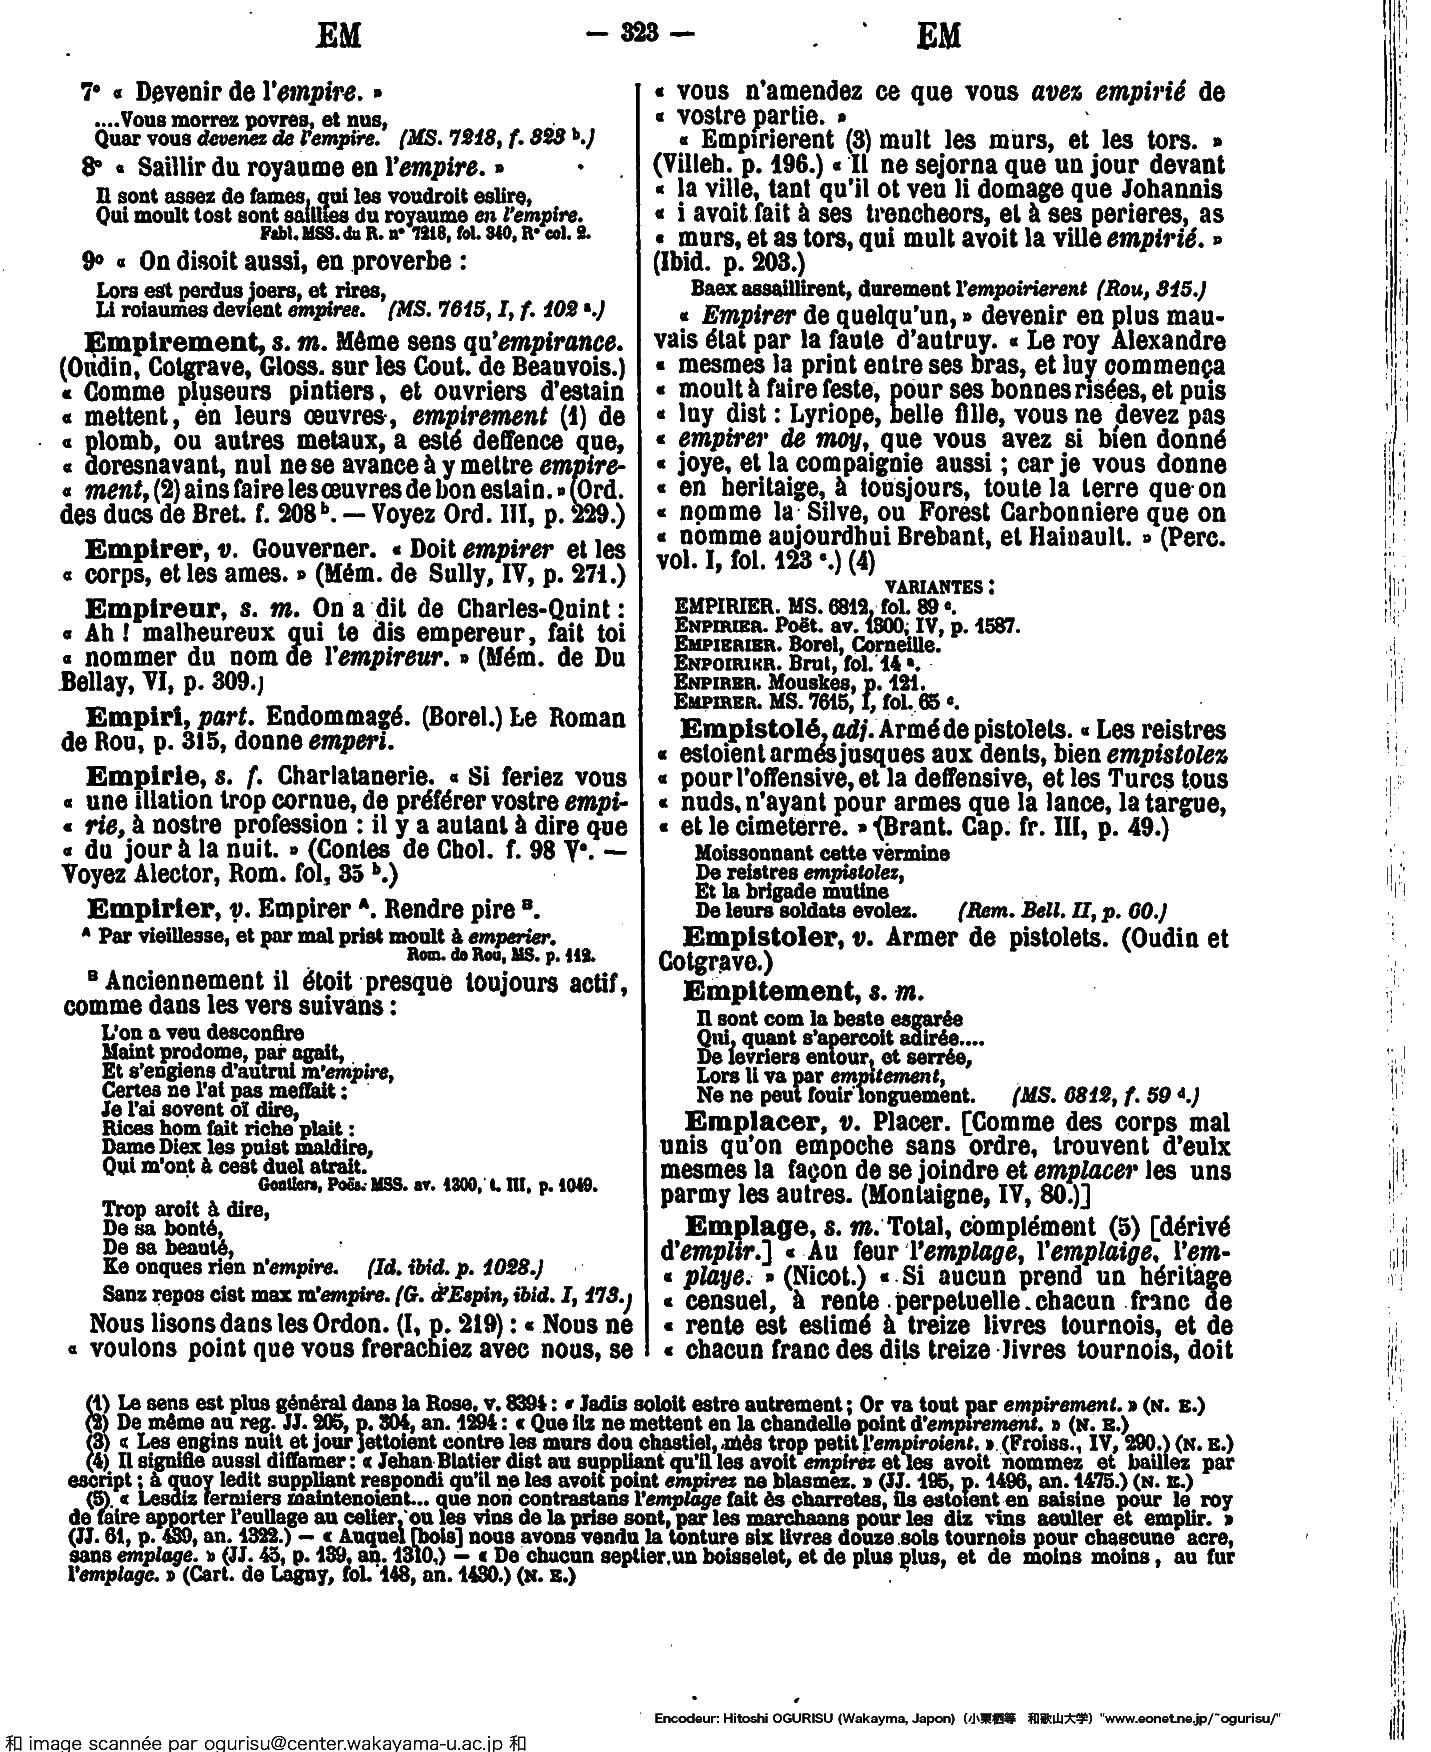 EM — 323 — EM
7° « Devenir de l'empire. »
....Vous morrez povres, et nus,
Quar vous devenez de l'empire. (MS. 7218, f. 323 b.)
8° « Saillir du royaume en l'empire. »
Il sont assez de fames, qui les voudroit eslire,
Qui moult tost sont saillies du royaume en l'empire.
Fabl. MSS. du R. n° 7218, fol. 340, R° col. 2.
9° « On disoit aussi, en proverbe :
Lors est perdus joers, et rires,
Li roiaumes devient empires. (MS. 7615, I, f. 102 a.)
Empirement, s. m. Même sens qu'empirance.
(Oudin, Cotgrave, Gloss. sur les Cout. de Beauvois.)
« Comme pluseurs pintiers, et ouvriers d'estain
« mettent, en leurs œuvres, empirement (1) de
« plomb, ou autres metaux, a esté deffence que,
« doresnavant, nul ne se avance à y mettre empire-
« ment, (2) ains faire les œuvres de bon estain. » (Ord.
des ducs de Bret. f. 208 b. — Voyez Ord. III, p. 229.)
Empirer, v. Gouverner. « Doit empirer et les
« corps, et les ames. » (Mém. de Sully, IV, p. 271.)
Empireur, s. m. On a dit de Charles-Quint :
« Ah ! malheureux qui te dis empereur, fait toi
« nommer du nom de l'empireur. » (Mém. de Du
Bellay, VI, p. 309.)
Empiri, part. Endommagé. (Borel.) Le Roman
de Rou, p. 315, donne emperi.
Empirie, s. f. Charlatanerie. « Si feriez vous
« une illation trop cornue, de préférer vostre empi-
« rie, à nostre profession : il y a autant à dire que
« du jour à la nuit. » (Contes de Chol. f. 98 V°. —
Voyez Alector, Rom. fol, 35 b.)
Empirier, v. Empirer A. Rendre pire B.
A Par vieillesse, et par mal prist moult à emperier.
Rom. de Rou, MS. p. 112.
B Anciennement il étoit presque toujours actif,
comme dans les vers suivans :
L'on a veu desconfire
Maint prodome, par agait,
Et s'engiens d'autrui m'empire,
Certes ne l'ai pas meffait :
Je l'ai sovent oï dire,
Rices hom fait riche plait :
Dame Diex les puist maldire,
Qui m'ont à cest duel atrait.
Gontiers, Poës. MSS. av. 1300, t. III, p. 1049.
Trop aroit à dire,
De sa bonté,
De sa beauté,
Ke onques rien n'empire. (Id. ibid. p. 1028.)
Sanz repos cist max m'empire. (G. d'Espin, ibid. I, 173.)
Nous lisons dans les Ordon. (I, p. 219) : « Nous ne
« voulons point que vous frerachiez avec nous, se
« vous n'amendez ce que vous avez empirié de
« vostre partie. »
« Empirierent (3) mult les murs, et les tors. »
(Villeh. p. 196.) « Il ne sejorna que un jour devant
« la ville, tant qu'il ot veu li domage que Johannis
« i avoit fait à ses trencheors, et à ses perieres, as
« murs, et as tors, qui mult avoit la ville empirié. »
(Ibid. p. 203.)
Baex assaillirent, durement l'empoirierent (Rou, 315.)
« Empirer de quelqu'un, » devenir en plus mau-
vais état par la faute d'autruy. « Le roy Alexandre
« mesmes la print entre ses bras, et luy commença
« moult à faire feste, pour ses bonnes risées, et puis
« luy dist : Lyriope, belle fille, vous ne devez pas
« empirer de moy, que vous avez si bien donné
« joye, et la compaignie aussi ; car je vous donne
« en heritaige, à tousjours, toute la terre que on
« nomme la Silve, ou Forest Carbonniere que on
« nomme aujourdhui Brebant, et Hainault. » (Perc.
vol. I, fol. 123 c.) (4)
VARIANTES :
EMPIRIER. MS. 6812, fol. 89 c.
ENPIRIER. Poët. av. 1300, IV, p. 1587.
EMPIERIER. Borel, Corneille.
ENPOIRIER. Brut, fol. 14 a.
ENPIRER. Mouskes, p. 121.
EMPIRER. MS. 7615, I, fol. 65 c.
Empistolé, adj. Armé de pistolets. « Les reistres
« estoient armés jusques aux dents, bien empistolez
« pour l'offensive, et la deffensive, et les Turcs tous
« nuds, n'ayant pour armes que la lance, la targue,
« et le cimeterre. » (Brant. Cap. fr. III, p. 49.)
Moissonnant cette vermine
De reistres empistolez,
Et la brigade mutine
De leurs soldats evolez. (Rem. Bell. II, p. 60.)
Empistoler, v. Armer de pistolets. (Oudin et
Cotgrave.)
Empitement, s. m.
Il sont com la beste esgarée
Qui, quant s'apercoit adirée....
De levriers entour, et serrée,
Lors li va par empitement,
Ne ne peut fouir longuement. (MS. 6812, f. 59 d.)
Emplacer, v. Placer. [Comme des corps mal
unis qu'on empoche sans ordre, trouvent d'eulx
mesmes la façon de se joindre et emplacer les uns
parmy les autres. (Montaigne, IV, 80.)]
Emplage, s. m. Total, complément (5) [dérivé
d'emplir.] « Au feur l'emplage, l'emplaige, l'em-
« playe. » (Nicot.) « Si aucun prend un héritage
« censuel, à rente perpetuelle chacun franc de
« rente est estimé à treize livres tournois, et de
« chacun franc des dits treize livres tournois, doit
(1) Le sens est plus général dans la Rose, v. 8394 : « Jadis soloit estre autrement ; Or va tout par empirement. » (N. E.)
(2) De même au reg. JJ. 205, p. 304, an. 1294 : « Que ilz ne mettent en la chandelle point d'empirement. » (N. E.)
(3) « Les engins nuit et jour jettoient contre les murs dou chastiel, mès trop petit l'empiroient. » (Froiss., IV, 290.) (N. E.)
(4) Il signifie aussi diffamer : « Jehan Blatier dist au suppliant qu'il les avoit empirez et les avoit nommez et baillez par
escript ; à quoy ledit suppliant respondi qu'il ne les avoit point empirez ne blasmez. » (JJ. 195, p. 1496, an. 1475.) (N. E.)
(5) « Lesdiz fermiers maintenoient... que non contrastans l'emplage fait ès charretes, ils estoient en saisine pour le roy
de faire apporter l'eullage au celier, ou les vins de la prise sont, par les marchaans pour les diz vins aeuller et emplir. »
(JJ. 61, p. 439, an. 1322.) — « Auquel [bois] nous avons vendu la tonture six livres douze sols tournois pour chascune acre,
sans emplage. » (JJ. 45, p. 139, an. 1310.) — « De chucun septier un boisselet, et de plus plus, et de moins moins, au fur
l'emplage. » (Cart. de Lagny, fol. 148, an. 1430.) (N. E.)
Encodeur: Hitoshi OGURISU (Wakayma, Japon) (小栗栖等 和歌山大学) "www.eonet.ne.jp/~ogurisu/"
和 image scannée par ogurisu@center.wakayama-u.ac.jp 和